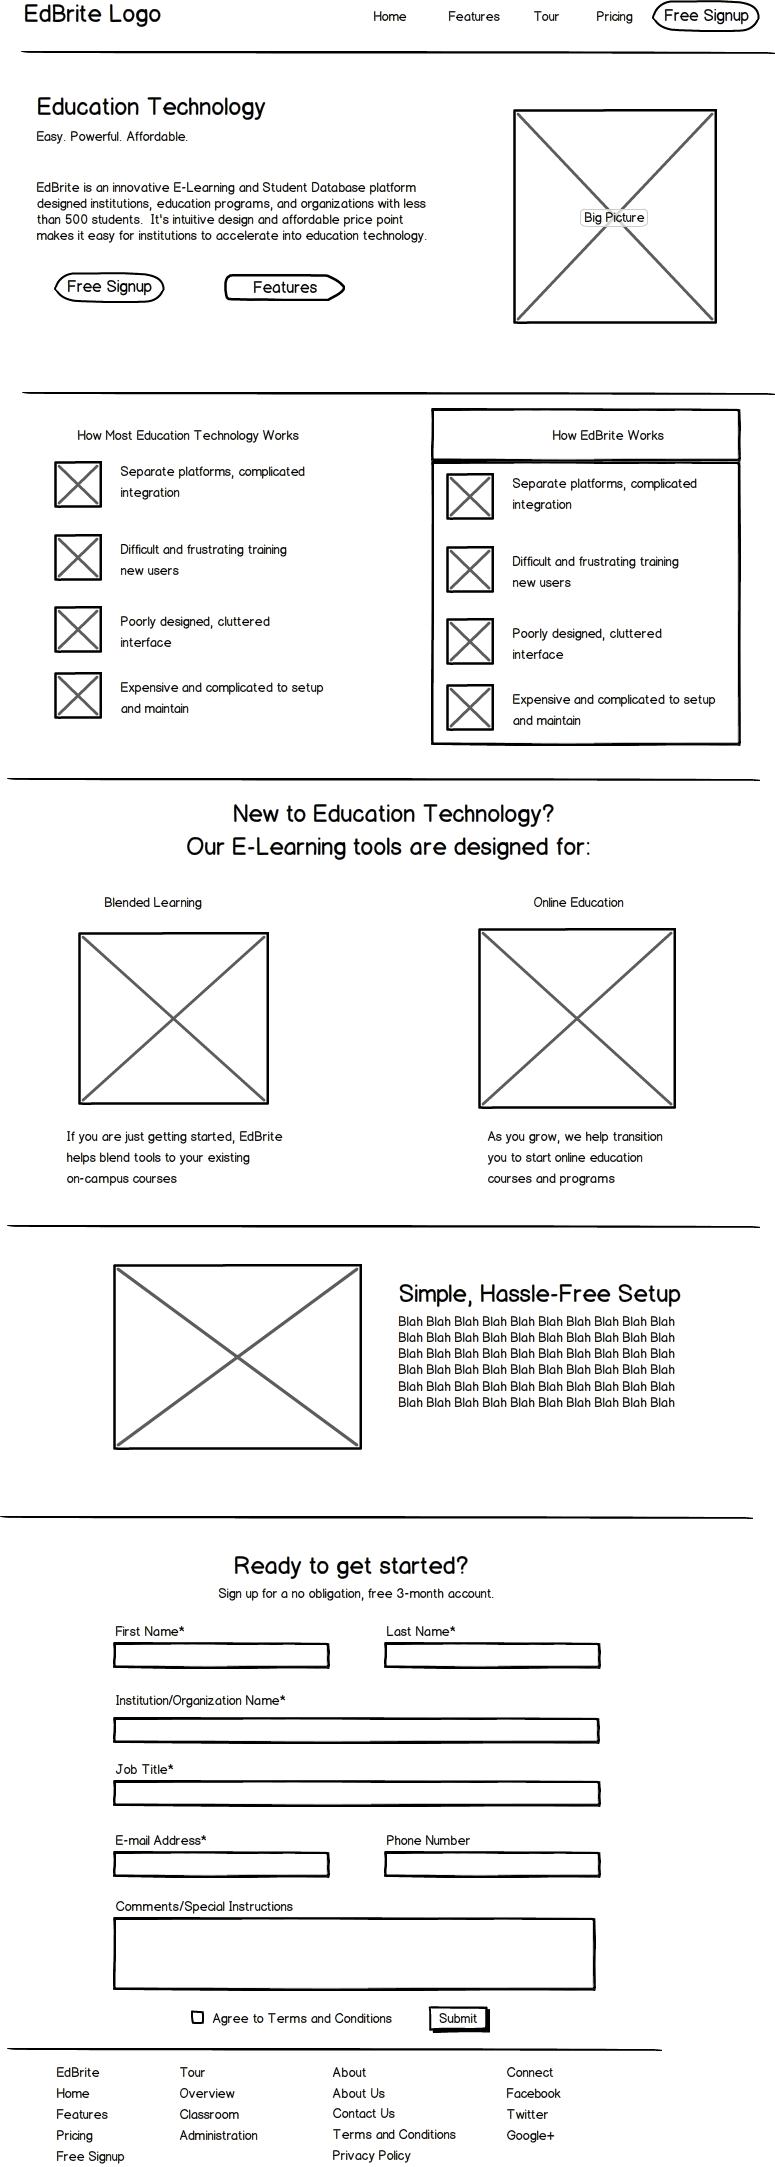 EdBrite Logo
Home
Features
Tour
Pricing
Free Signup
Education Technology
Easy. Powerful. Affordable.
EdBrite is an innovative E-Learning and Student Database platform
designed institutions, education programs, and organizations with less
than 500 students.  It's intuitive design and affordable price point
makes it easy for institutions to accelerate into education technology.
Big Picture
Free Signup
Features
How Most Education Technology Works
Separate platforms, complicated
integration
Difficult and frustrating training
new users
Poorly designed, cluttered
interface
Expensive and complicated to setup
and maintain
How EdBrite Works
Separate platforms, complicated
integration
Difficult and frustrating training
new users
Poorly designed, cluttered
interface
Expensive and complicated to setup
and maintain
New to Education Technology?
Our E-Learning tools are designed for:
Blended Learning
If you are just getting started, EdBrite
helps blend tools to your existing
on-campus courses
Online Education
As you grow, we help transition
you to start online education
courses and programs
Simple, Hassle-Free Setup
Blah Blah Blah Blah Blah Blah Blah Blah Blah Blah
Blah Blah Blah Blah Blah Blah Blah Blah Blah Blah
Blah Blah Blah Blah Blah Blah Blah Blah Blah Blah
Blah Blah Blah Blah Blah Blah Blah Blah Blah Blah
Blah Blah Blah Blah Blah Blah Blah Blah Blah Blah
Blah Blah Blah Blah Blah Blah Blah Blah Blah Blah
Ready to get started?
Sign up for a no obligation, free 3-month account.
First Name*
Last Name*
Institution/Organization Name*
Job Title*
E-mail Address*
Phone Number
Comments/Special Instructions
Agree to Terms and Conditions
Submit
EdBrite
Home
Features
Pricing
Free Signup
Tour
Overview
Classroom
Administration
About
About Us
Contact Us
Terms and Conditions
Privacy Policy
Connect
Facebook
Twitter
Google+